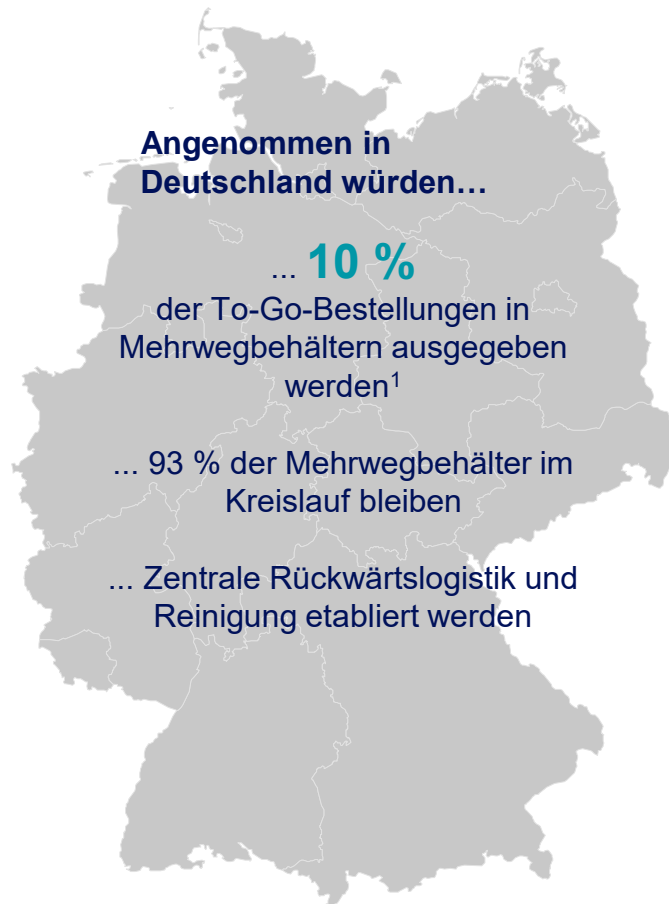 Angenommen in
Deutschland würden…
... 10 %
der To-Go-Bestellungen in
Mehrwegbehältern ausgegeben
werden¹
... 93 % der Mehrwegbehälter im
Kreislauf bleiben
... Zentrale Rückwärtslogistik und
Reinigung etabliert werden